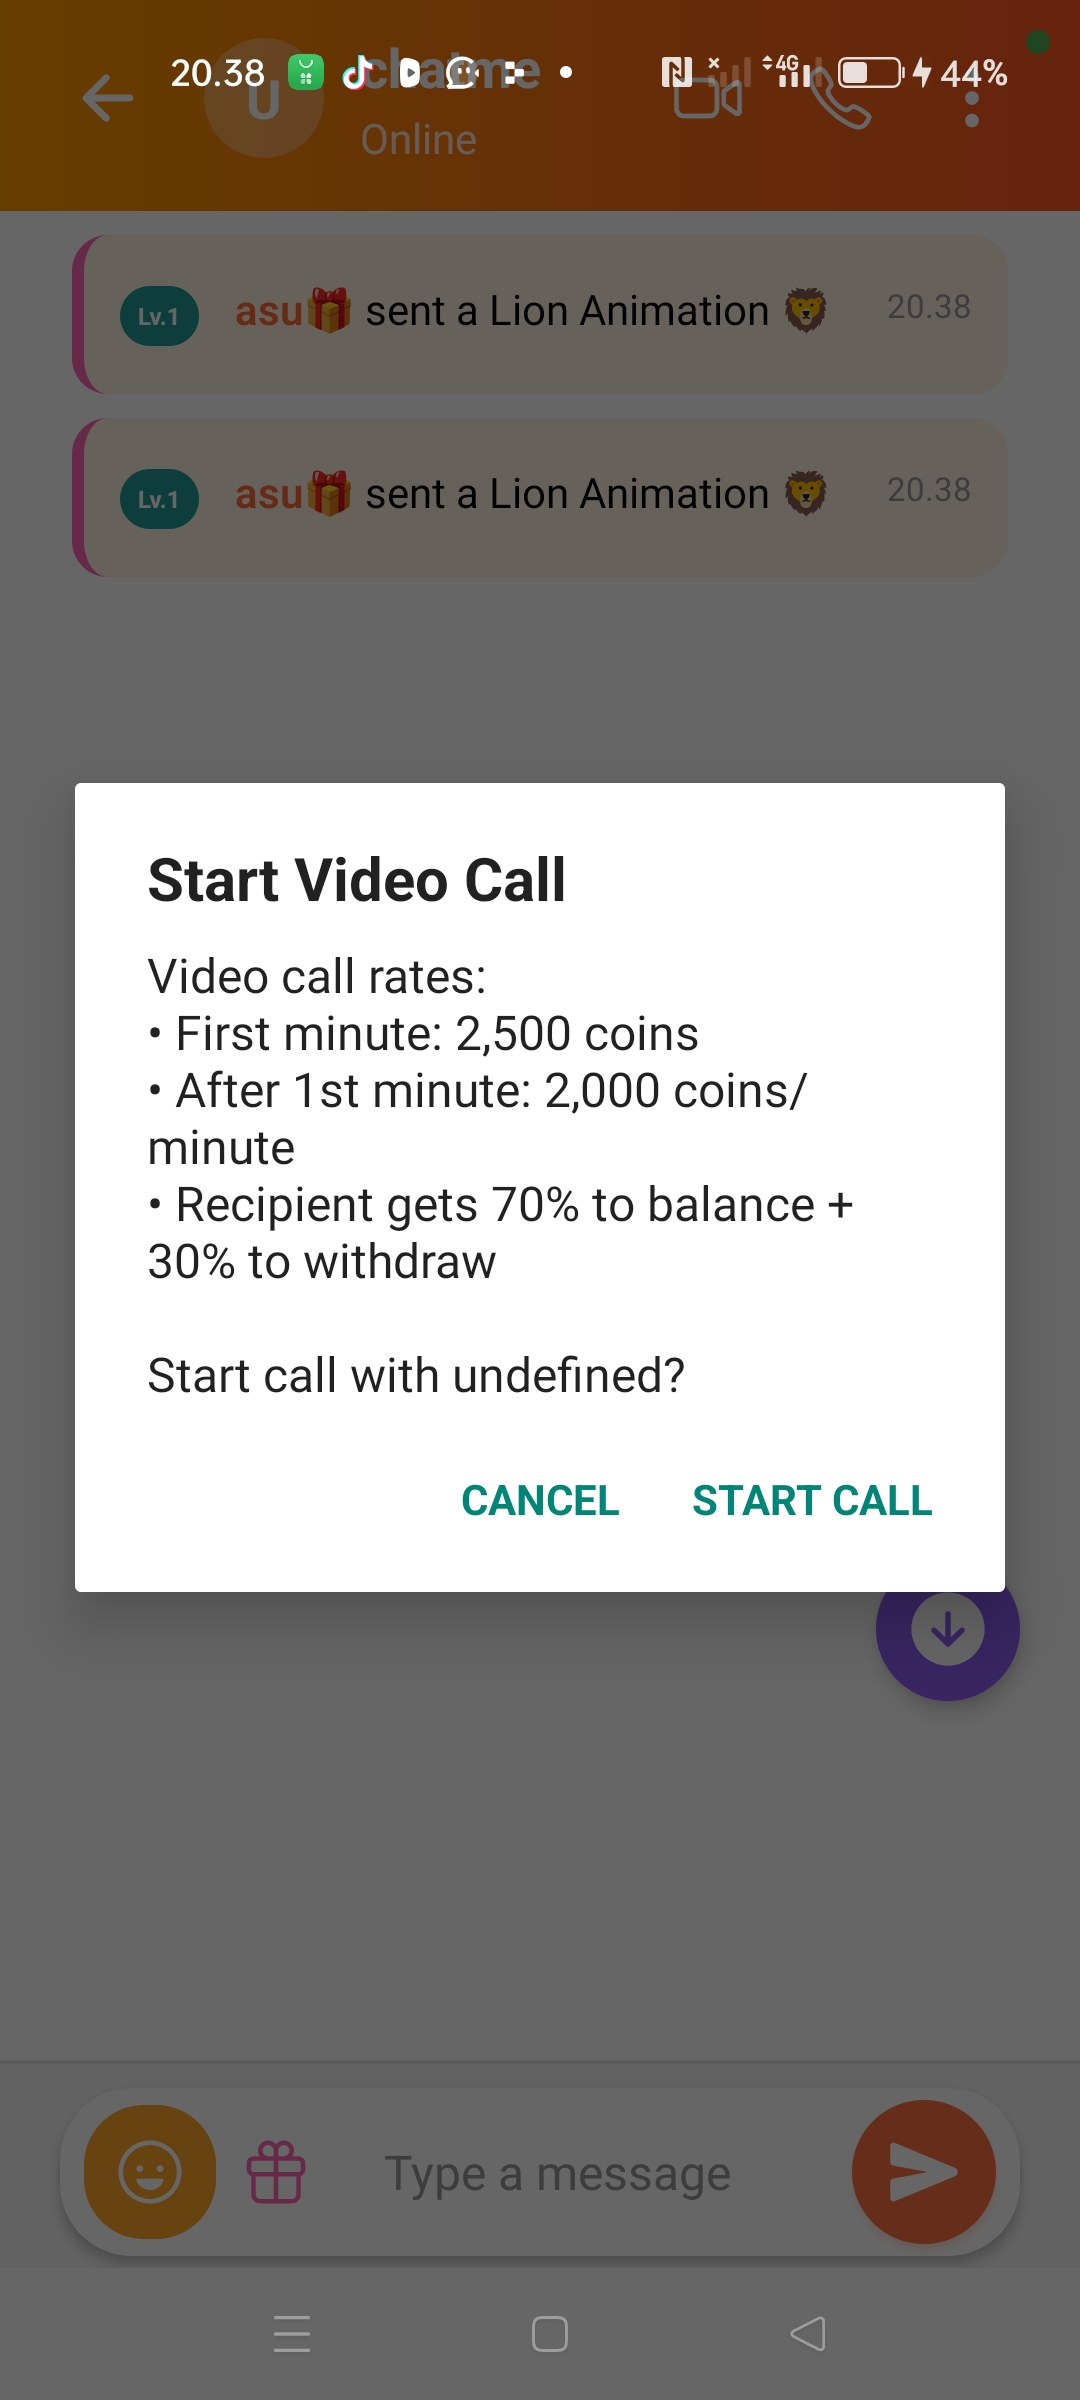 20.38
4G
44%
U
chatme
Online
Lv.1 asu🎁 sent a Lion Animation 🦁 20.38
Lv.1 asu🎁 sent a Lion Animation 🦁 20.38
Start Video Call
Video call rates:
• First minute: 2,500 coins
• After 1st minute: 2,000 coins/
minute
• Recipient gets 70% to balance +
30% to withdraw
Start call with undefined?
CANCEL START CALL
Type a message